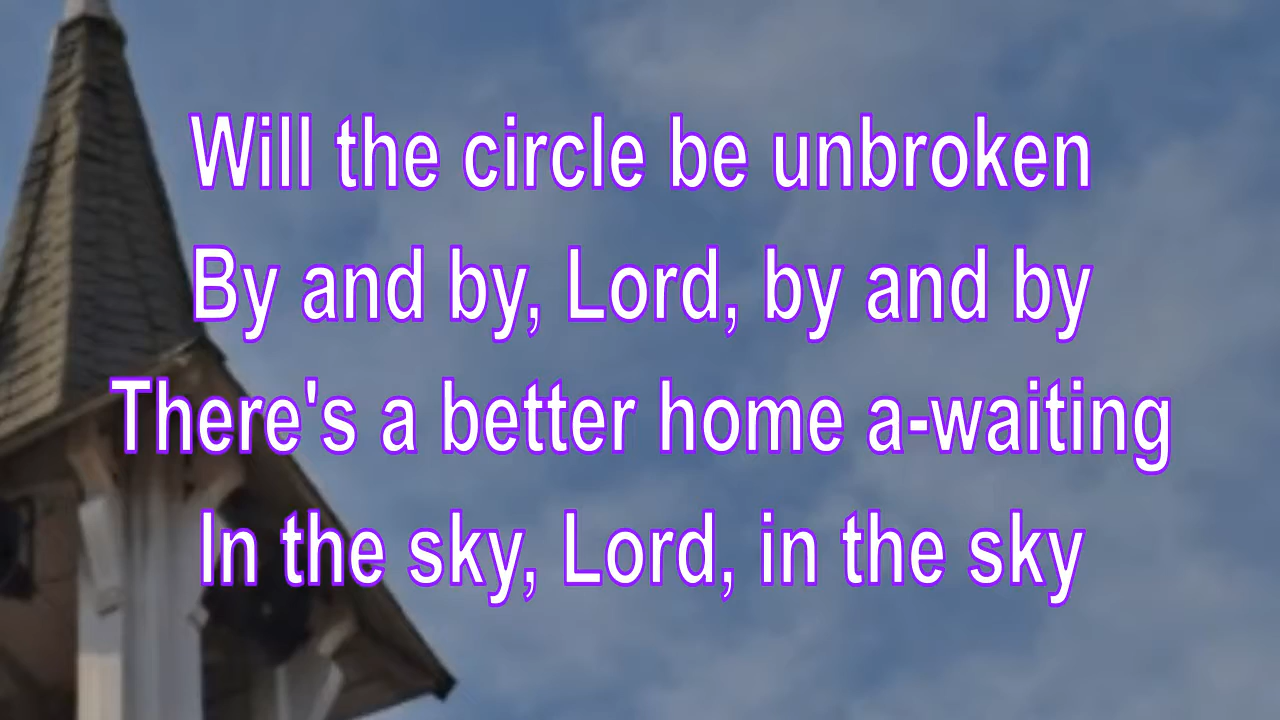 Will the circle be unbroken
By and by, Lord, by and by
There's a better home a-waiting
In the sky, Lord, in the sky